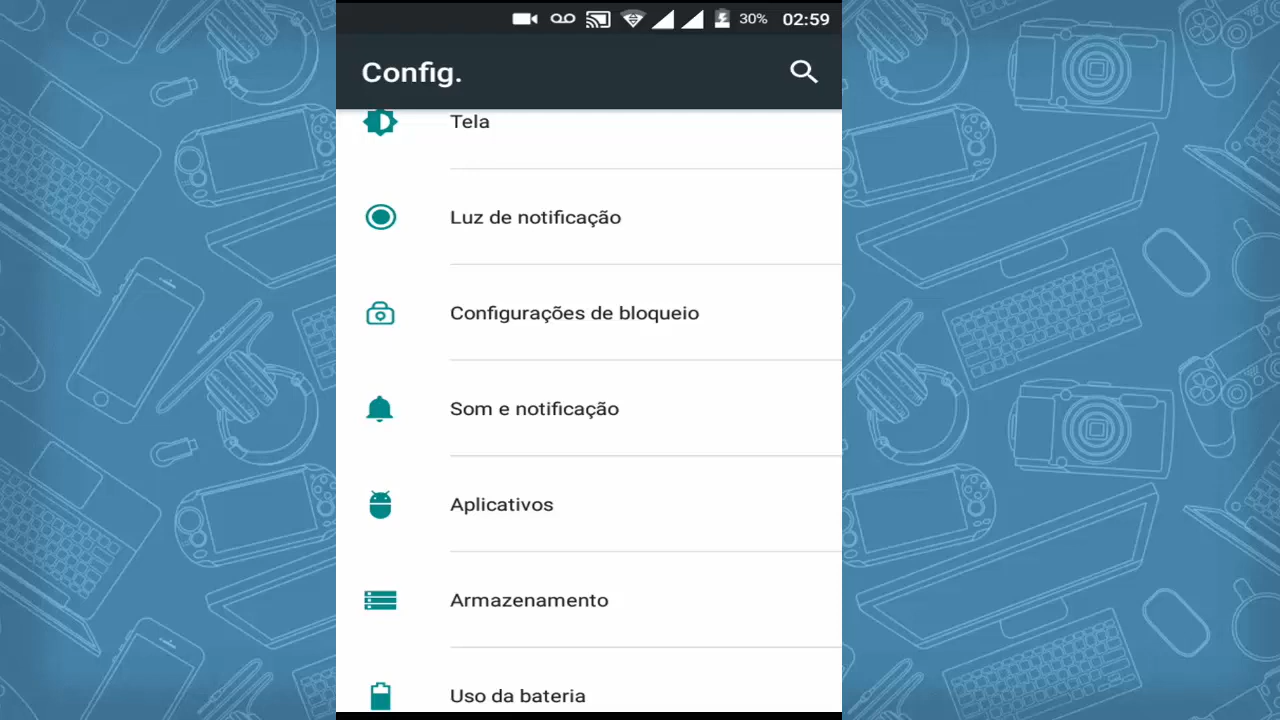 30% 02:59
Config.
Tela
Luz de notificação
Configurações de bloqueio
Som e notificação
Aplicativos
Armazenamento
Uso da bateria